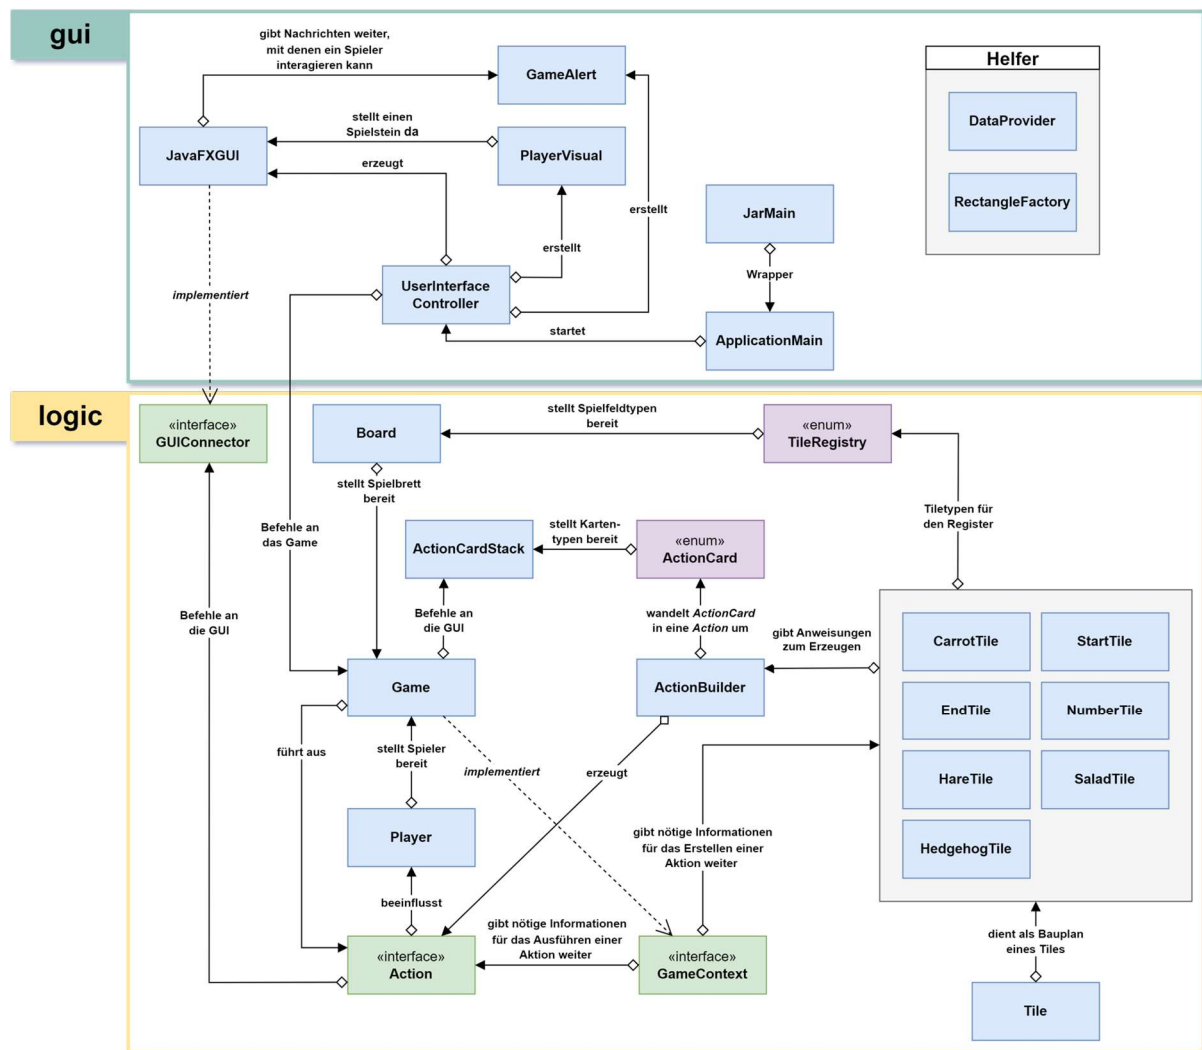 gui
gibt Nachrichten weiter,
mit denen ein Spieler
interagieren kann
GameAlert
Helfer
DataProvider
RectangleFactory
stellt einen
Spielstein da
JavaFXGUI
PlayerVisual
erzeugt
erstellt
JarMain
erstellt
Wrapper
UserInterface
Controller
implementiert
startet
ApplicationMain
logic
«interface»
GUIConnector
Board
stellt Spielfeldtypen
bereit
«enum»
TileRegistry
stellt Spielbrett
bereit
Tiletypen für
den Register
Befehle an
das Game
ActionCardStack
stellt Karten-
typen bereit
«enum»
ActionCard
Befehle an
die GUI
Befehle an
die GUI
wandelt ActionCard
in eine Action um
gibt Anweisungen
zum Erzeugen
CarrotTile
StartTile
Game
ActionBuilder
EndTile
NumberTile
führt aus
stellt Spieler
bereit
implementiert
erzeugt
HareTile
SaladTile
Player
gibt nötige Informationen
für das Erstellen einer
Aktion weiter
HedgehogTile
beeinflusst
gibt nötige Informationen
für das Ausführen einer
Aktion weiter
«interface»
Action
«interface»
GameContext
dient als Bauplan
eines Tiles
Tile